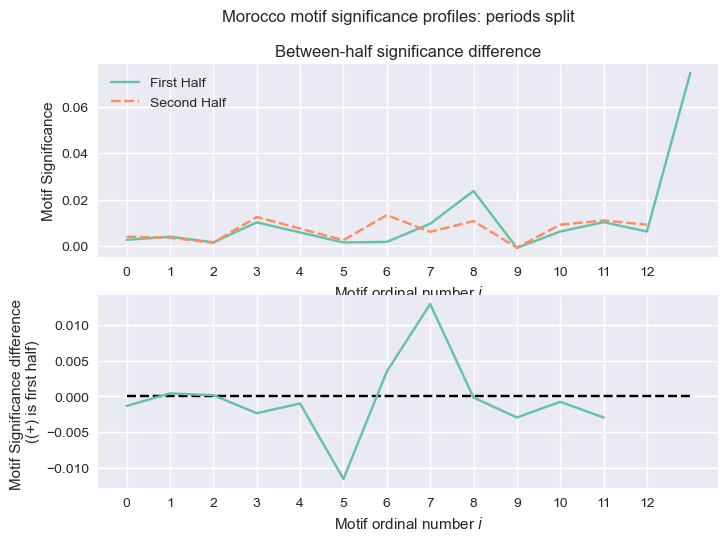 Morocco motif significance profiles: periods split
Between-half significance difference
First Half
Second Half
Motif Significance
0.06
0.04
0.02
0.00
0 1 2 3 4 5 6 7 8 9 10 11 12
Motif ordinal number i
Motif Significance difference
((+) is first half)
0.010
0.005
0.000
−0.005
−0.010
0 1 2 3 4 5 6 7 8 9 10 11 12
Motif ordinal number i